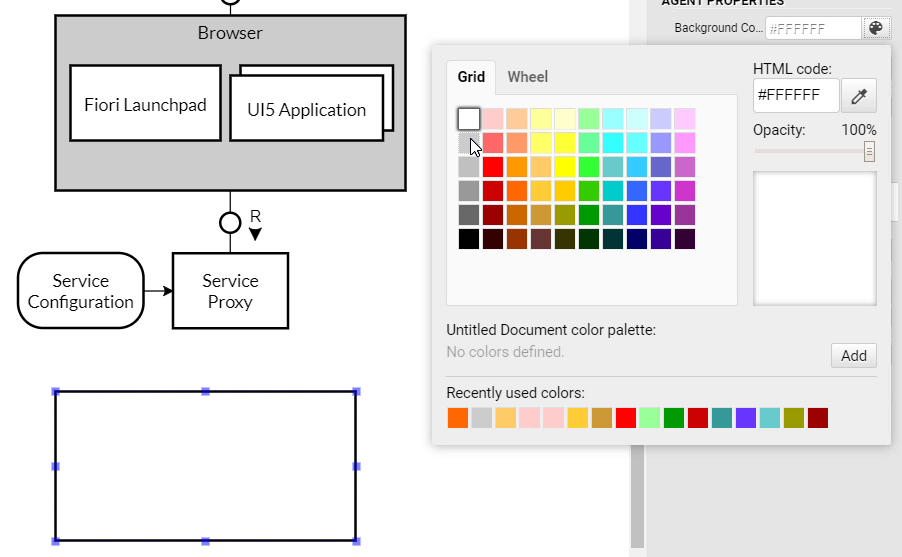 Browser
Fiori Launchpad
UI5 Application
R
Service
Configuration
Service
Proxy
AGENT PROPERTIES
Background Co... #FFFFFF
Grid Wheel
HTML code:
#FFFFFF
Opacity: 100%
Untitled Document color palette:
No colors defined.
Add
Recently used colors: